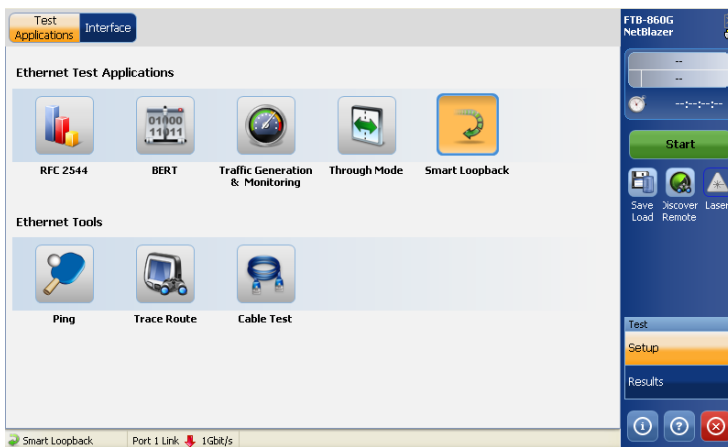 Test
Applications
Interface
Ethernet Test Applications
01000
11011
RFC 2544
BERT
Traffic Generation
& Monitoring
Through Mode
Smart Loopback
Ethernet Tools
Ping
Trace Route
Cable Test
Smart Loopback
Port 1 Link
1Gbit/s
FTB-860G
NetBlazer
--
--
--:--:--
Start
Save
Load
Discover
Remote
Laser
Test
Setup
Results